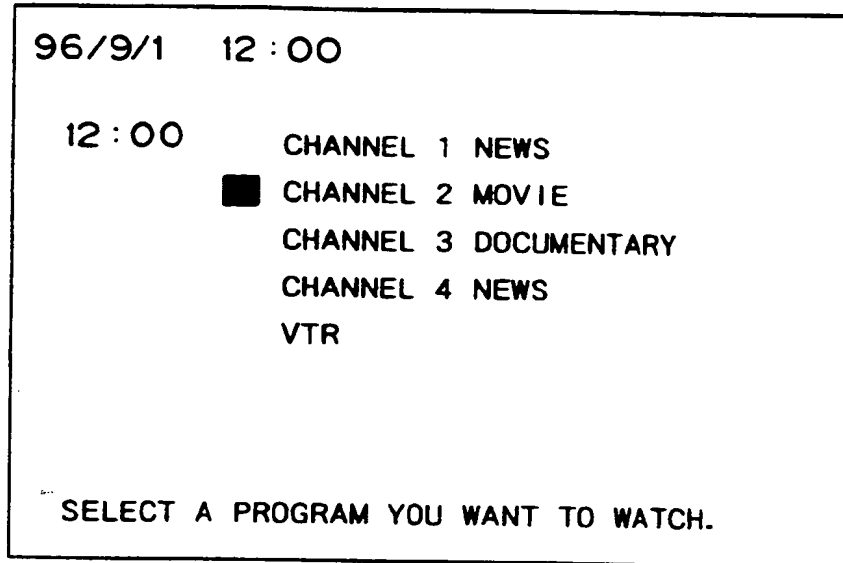 96/9/1 12:00
12:00 CHANNEL 1 NEWS
CHANNEL 2 MOVIE
CHANNEL 3 DOCUMENTARY
CHANNEL 4 NEWS
VTR
SELECT A PROGRAM YOU WANT TO WATCH.